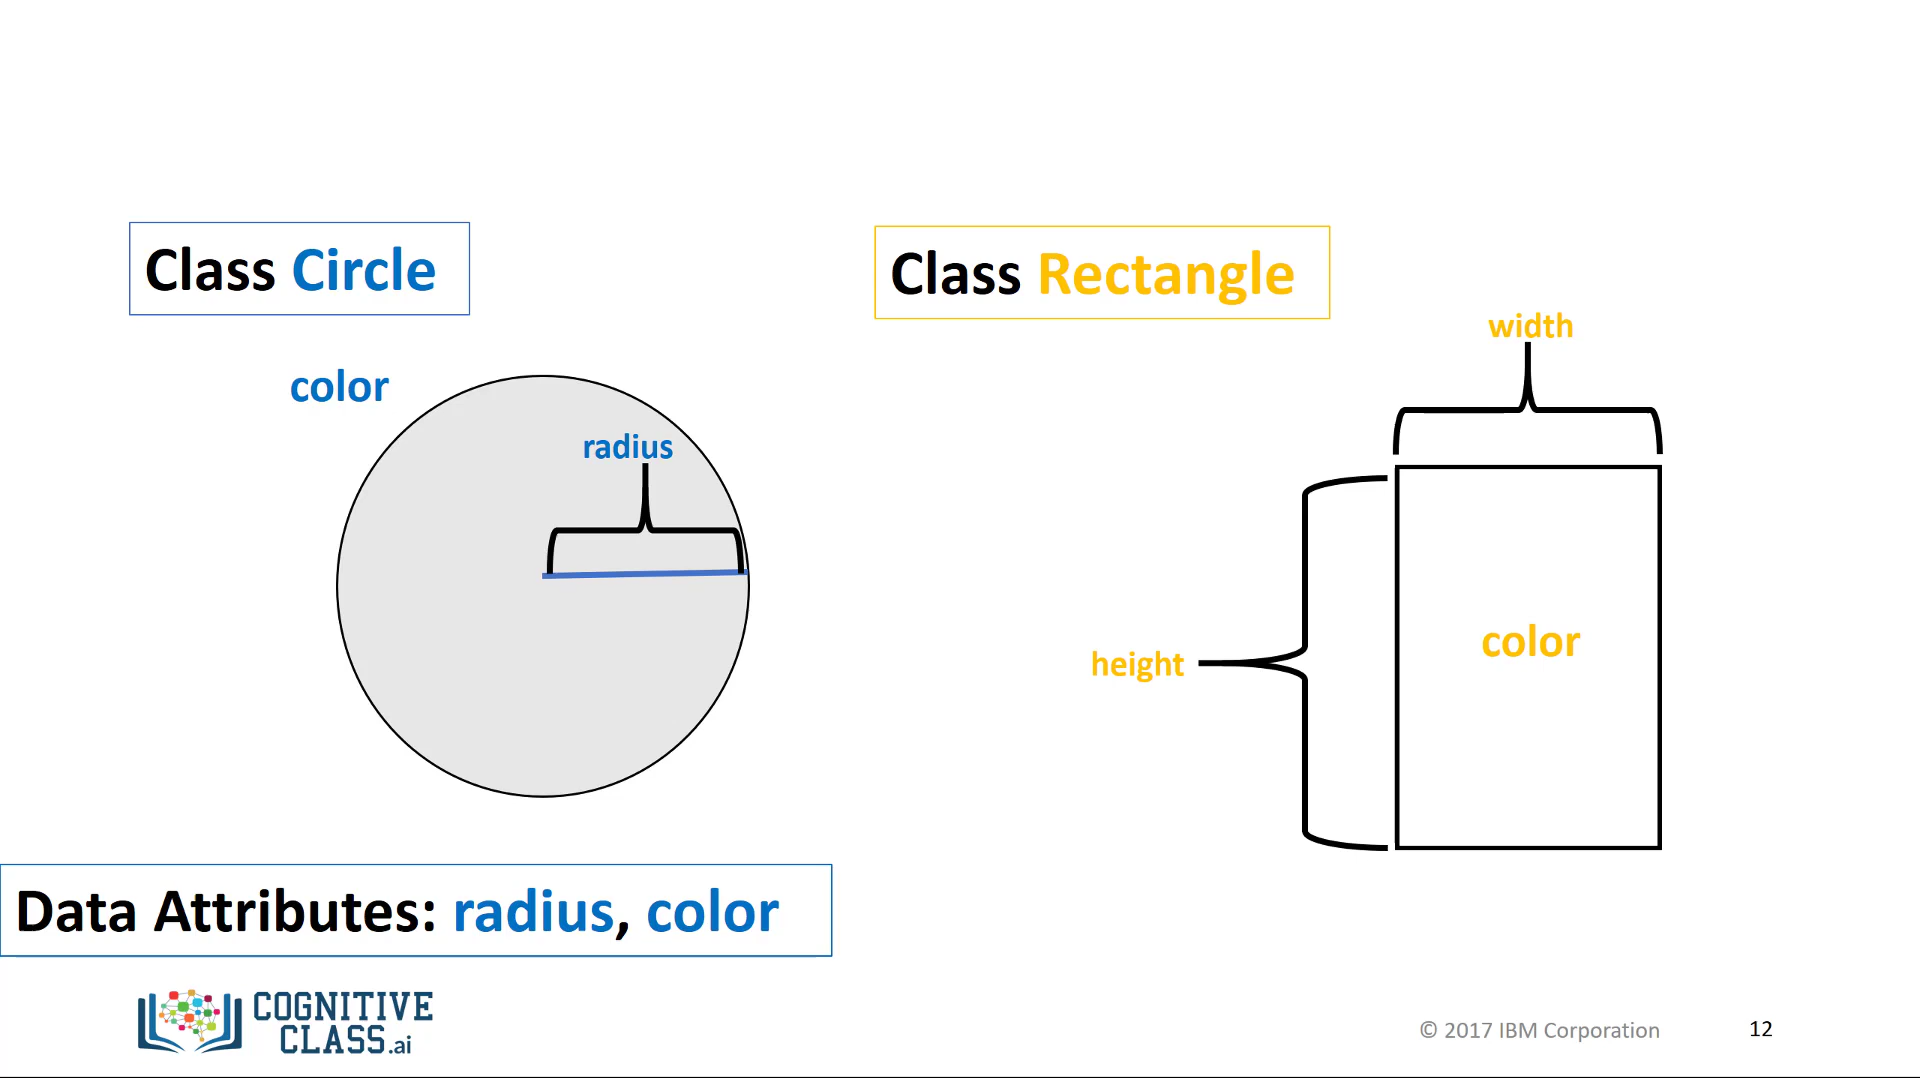 Class Circle
Class Rectangle
width
color
radius
color
height
Data Attributes: radius, color
COGNITIVE
CLASS.ai
© 2017 IBM Corporation
12